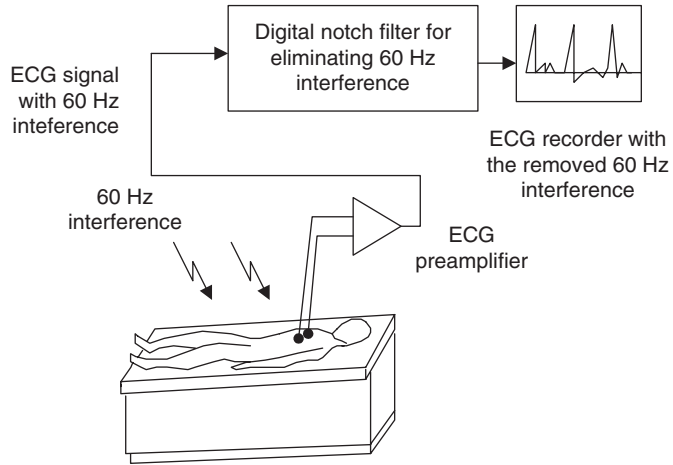 Digital notch filter for
eliminating 60 Hz
interference
ECG signal
with 60 Hz
inteference
ECG recorder with
the removed 60 Hz
interference
60 Hz
interference
ECG
preamplifier